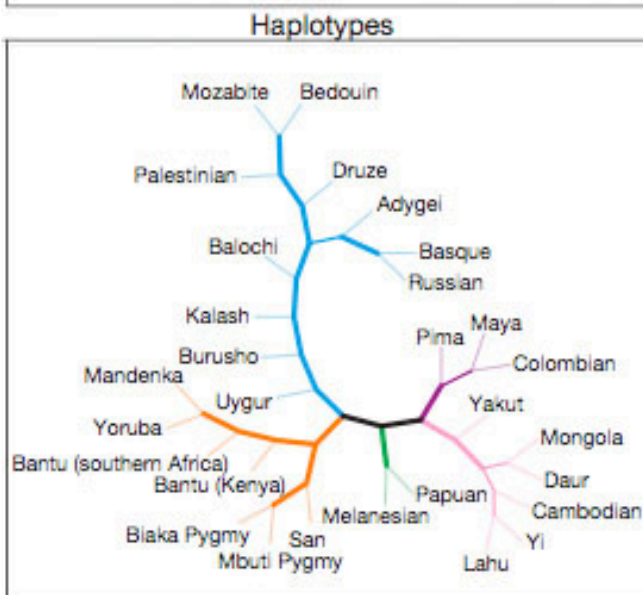 Haplotypes
Mozabite
Bedouin
Palestinian
Druze
Adygei
Balochi
Basque
Russian
Kalash
Maya
Pima
Burusho
Colombian
Mandenka
Uygur
Yakut
Yoruba
Mongola
Bantu (southern Africa)
Daur
Bantu (Kenya)
Papuan
Cambodian
Melanesian
Biaka Pygmy
San
Yi
Mbuti Pygmy
Lahu